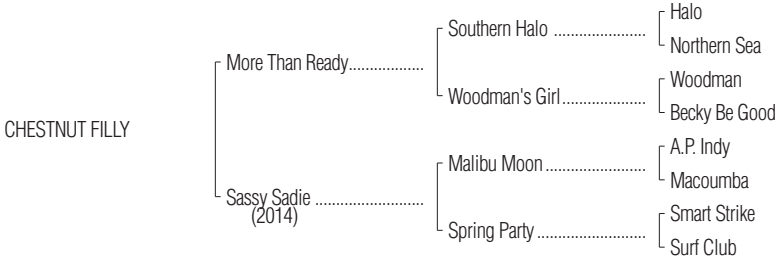 Halo
Southern Halo ......................
Northern Sea
More Than Ready..................
Woodman
Woodman's Girl....................
Becky Be Good
CHESTNUT FILLY
A.P. Indy
Malibu Moon ........................
Macoumba
Sassy Sadie ..........................
(2014)
Smart Strike
Spring Party..........................
Surf Club